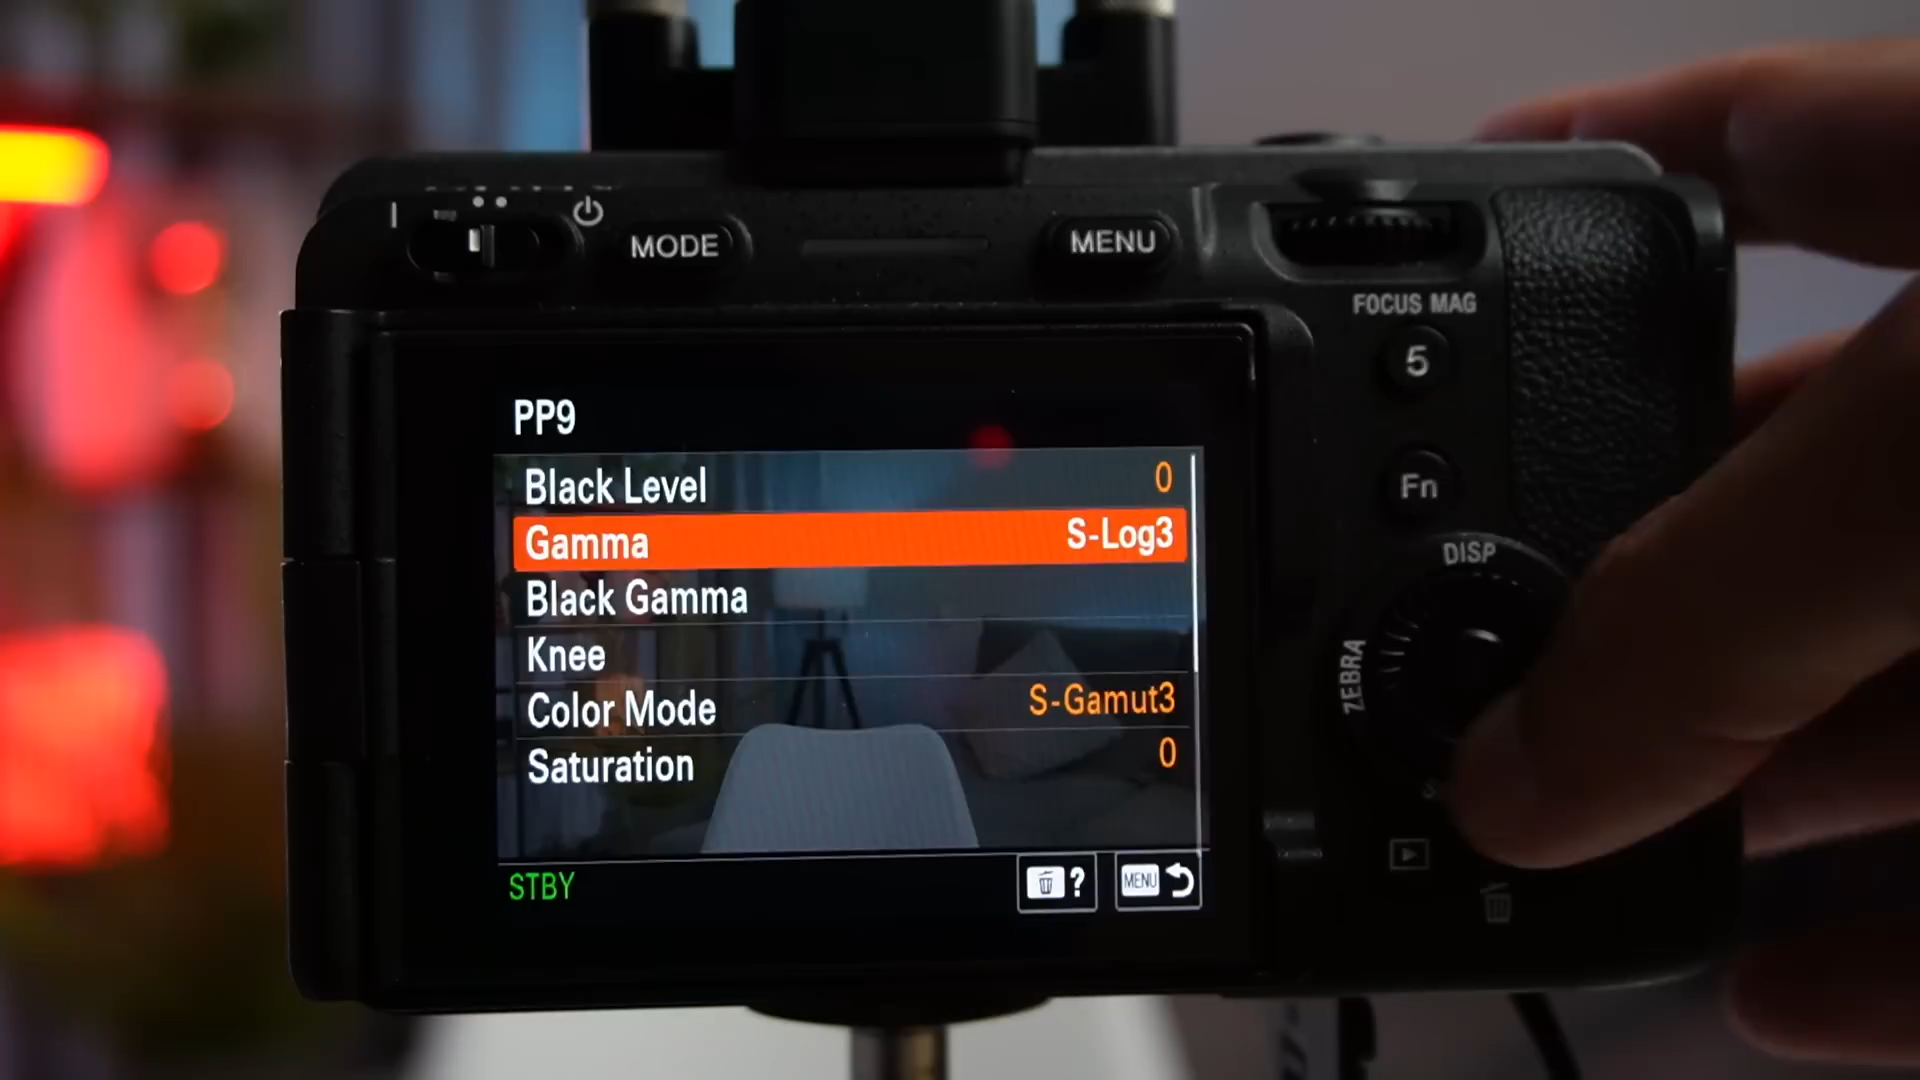 MODE
MENU
FOCUS MAG
5
Fn
DISP
ZEBRA
PP9
Black Level 0
Gamma S-Log3
Black Gamma
Knee
Color Mode S-Gamut3
Saturation 0
STBY
?
MENU